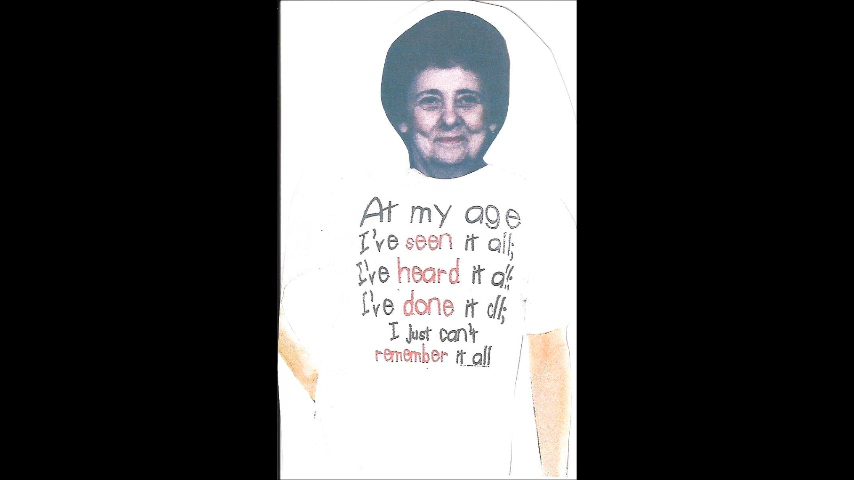 At my age
I've seen it all;
I've heard it all;
I've done it all;
I just can't
remember it all